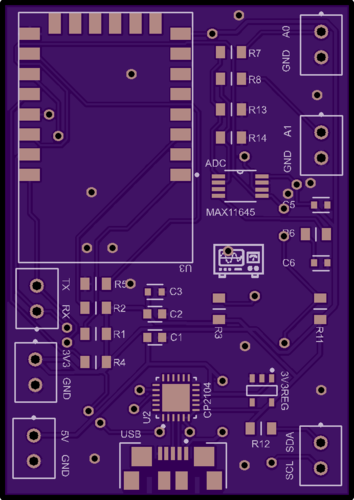 A0
R7
GND
R8
R13
A1
R14
ADC
GND
MAX11645
C5
R6
U3
C6
TX
R5
C3
RX
R2
C2
R3
R11
R1
C1
3V3
R4
GND
3V3REG
U2
CP2104
5V
USB
R12
SDA
GND
SCL